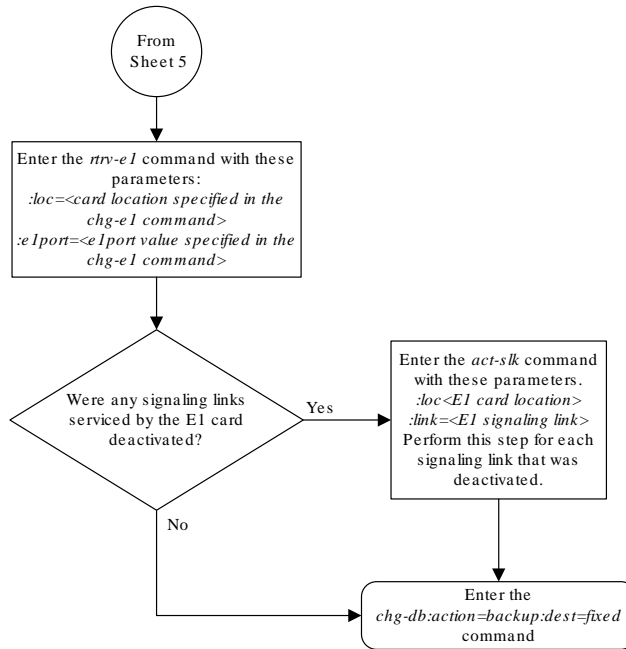 From
Sheet 5
Enter the rtrv-e1 command with these
parameters:
:loc=<card location specified in the
chg-e1 command>
:e1port=<e1port value specified in the
chg-e1 command>
Were any signaling links
serviced by the E1 card
deactivated?
Yes
Enter the act-slk command
with these parameters.
:loc<E1 card location>
:link=<E1 signaling link>
Perform this step for each
signaling link that was
deactivated.
No
Enter the
chg-db:action=backup:dest=fixed
command